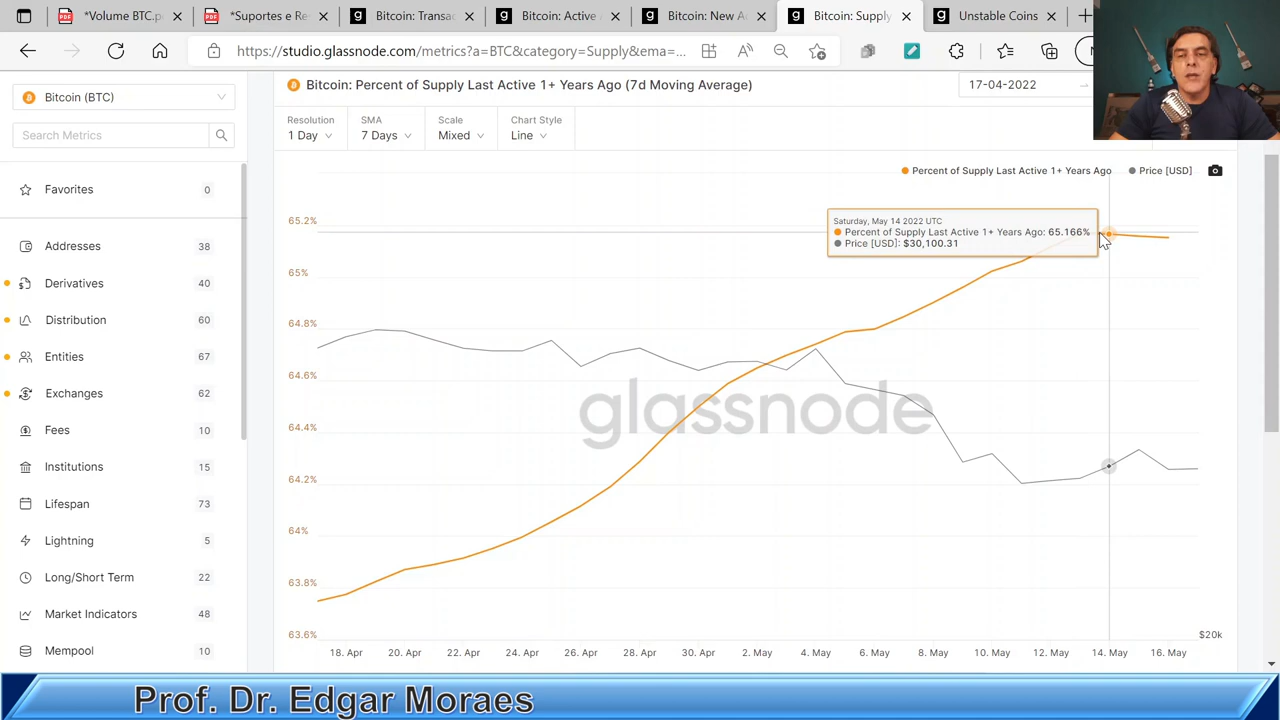 Volume BTC.p
Suportes e Re
Bitcoin: Transac
Bitcoin: Active
Bitcoin: New A
Bitcoin: Supply
Unstable Coins
https://studio.glassnode.com/metrics?a=BTC&category=Supply&ema=...
Bitcoin (BTC)
Search Metrics
Favorites 0
Addresses 38
Derivatives 40
Distribution 60
Entities 67
Exchanges 62
Fees 10
Institutions 15
Lifespan 73
Lightning 5
Long/Short Term 22
Market Indicators 48
Mempool 10
Bitcoin: Percent of Supply Last Active 1+ Years Ago (7d Moving Average)
17-04-2022 →
Resolution SMA Scale Chart Style
1 Day 7 Days Mixed Line
Percent of Supply Last Active 1+ Years Ago Price [USD]
Saturday, May 14 2022 UTC
Percent of Supply Last Active 1+ Years Ago: 65.166%
Price [USD]: $30,100.31
65.2%
65%
64.8%
64.6%
64.4%
64.2%
64%
63.8%
63.6%
glassnode
$20k
18. Apr 20. Apr 22. Apr 24. Apr 26. Apr 28. Apr 30. Apr 2. May 4. May 6. May 8. May 10. May 12. May 14. May 16. May
Prof. Dr. Edgar Moraes